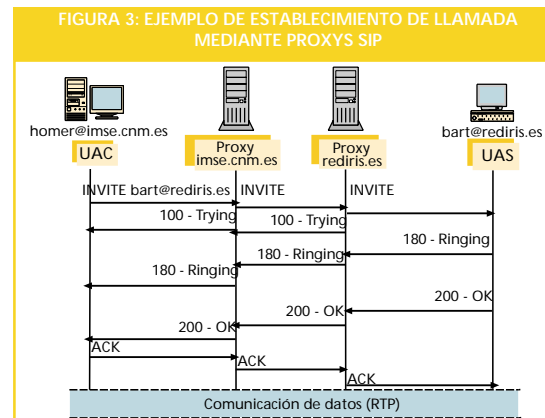 FIGURA 3: EJEMPLO DE ESTABLECIMIENTO DE LLAMADA
MEDIANTE PROXYS SIP
homer@imse.cnm.es
bart@rediris.es
UAC
Proxy
imse.cnm.es
Proxy
rediris.es
UAS
INVITE bart@rediris.es
INVITE
INVITE
100 - Trying
100 - Trying
180 - Ringing
180 - Ringing
180 - Ringing
200 - OK
200 - OK
200 - OK
ACK
ACK
ACK
Comunicación de datos (RTP)